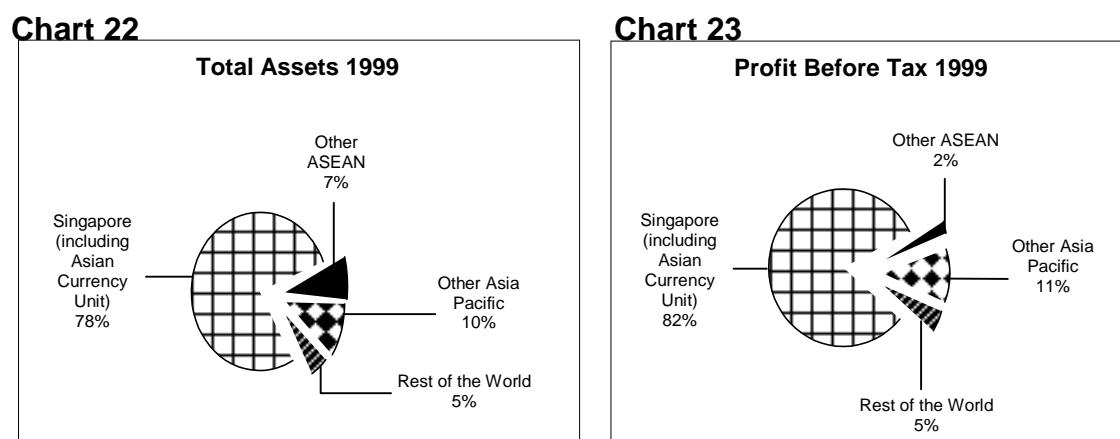 Chart 22
Total Assets 1999
Other
ASEAN
7%
Singapore
(including
Asian
Currency
Unit)
78%
Other Asia
Pacific
10%
Rest of the World
5%
Chart 23
Profit Before Tax 1999
Other ASEAN
2%
Singapore
(including
Asian
Currency
Unit)
82%
Other Asia
Pacific
11%
Rest of the World
5%